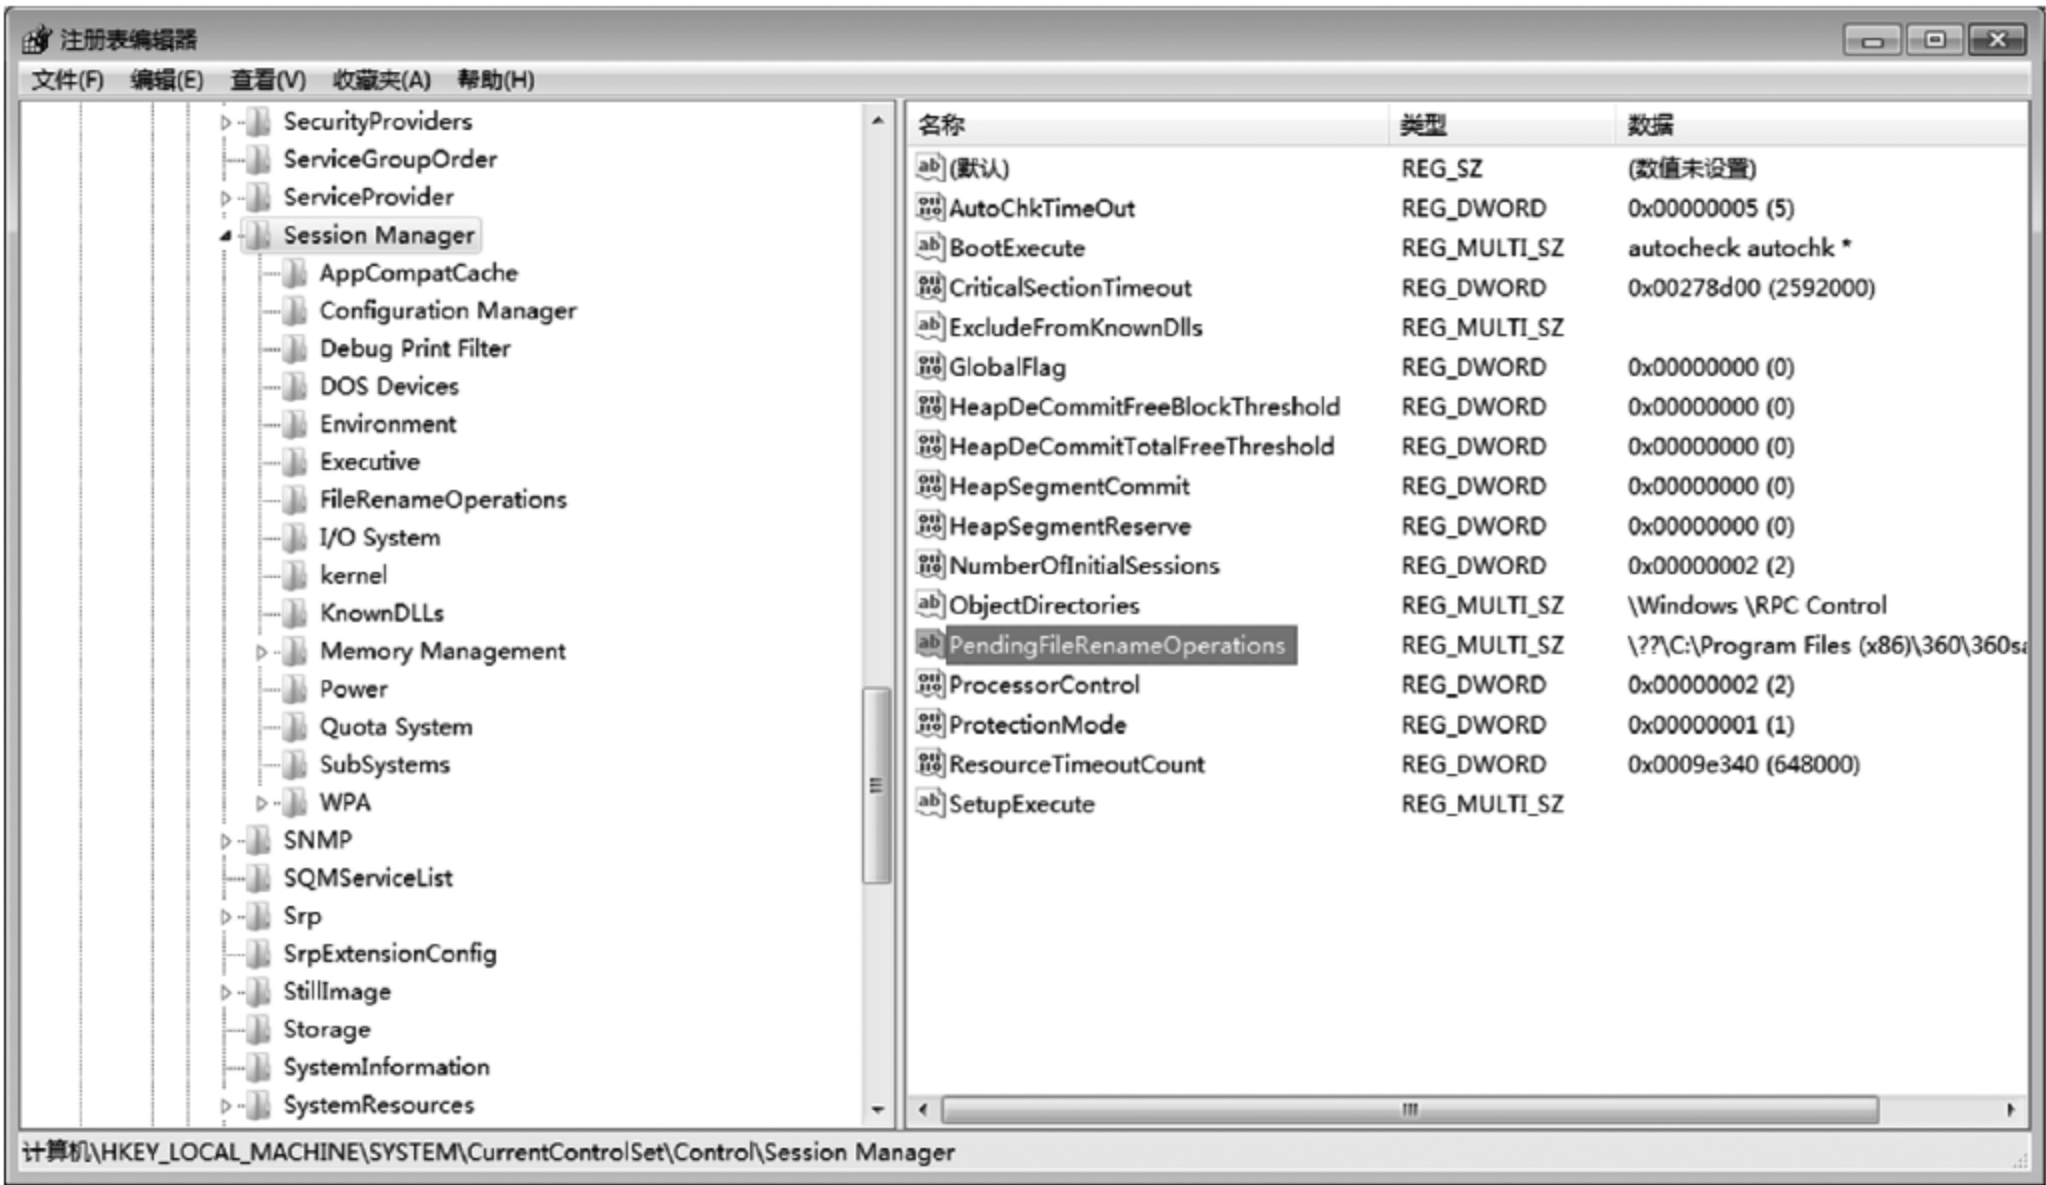 注册表编辑器
文件(F) 编辑(E) 查看(V) 收藏夹(A) 帮助(H)
SecurityProviders
ServiceGroupOrder
ServiceProvider
Session Manager
AppCompatCache
Configuration Manager
Debug Print Filter
DOS Devices
Environment
Executive
FileRenameOperations
I/O System
kernel
KnownDLLs
Memory Management
Power
Quota System
SubSystems
WPA
SNMP
SQMServiceList
Srp
SrpExtensionConfig
StillImage
Storage
SystemInformation
SystemResources
名称 类型 数据
(默认) REG_SZ (数值未设置)
AutoChkTimeOut REG_DWORD 0x00000005 (5)
BootExecute REG_MULTI_SZ autocheck autochk *
CriticalSectionTimeout REG_DWORD 0x00278d00 (2592000)
ExcludeFromKnownDlls REG_MULTI_SZ
GlobalFlag REG_DWORD 0x00000000 (0)
HeapDeCommitFreeBlockThreshold REG_DWORD 0x00000000 (0)
HeapDeCommitTotalFreeThreshold REG_DWORD 0x00000000 (0)
HeapSegmentCommit REG_DWORD 0x00000000 (0)
HeapSegmentReserve REG_DWORD 0x00000000 (0)
NumberOfInitialSessions REG_DWORD 0x00000002 (2)
ObjectDirectories REG_MULTI_SZ \Windows \RPC Control
PendingFileRenameOperations REG_MULTI_SZ \??\C:\Program Files (x86)\360\360sa
ProcessorControl REG_DWORD 0x00000002 (2)
ProtectionMode REG_DWORD 0x00000001 (1)
ResourceTimeoutCount REG_DWORD 0x0009e340 (648000)
SetupExecute REG_MULTI_SZ
计算机\HKEY_LOCAL_MACHINE\SYSTEM\CurrentControlSet\Control\Session Manager